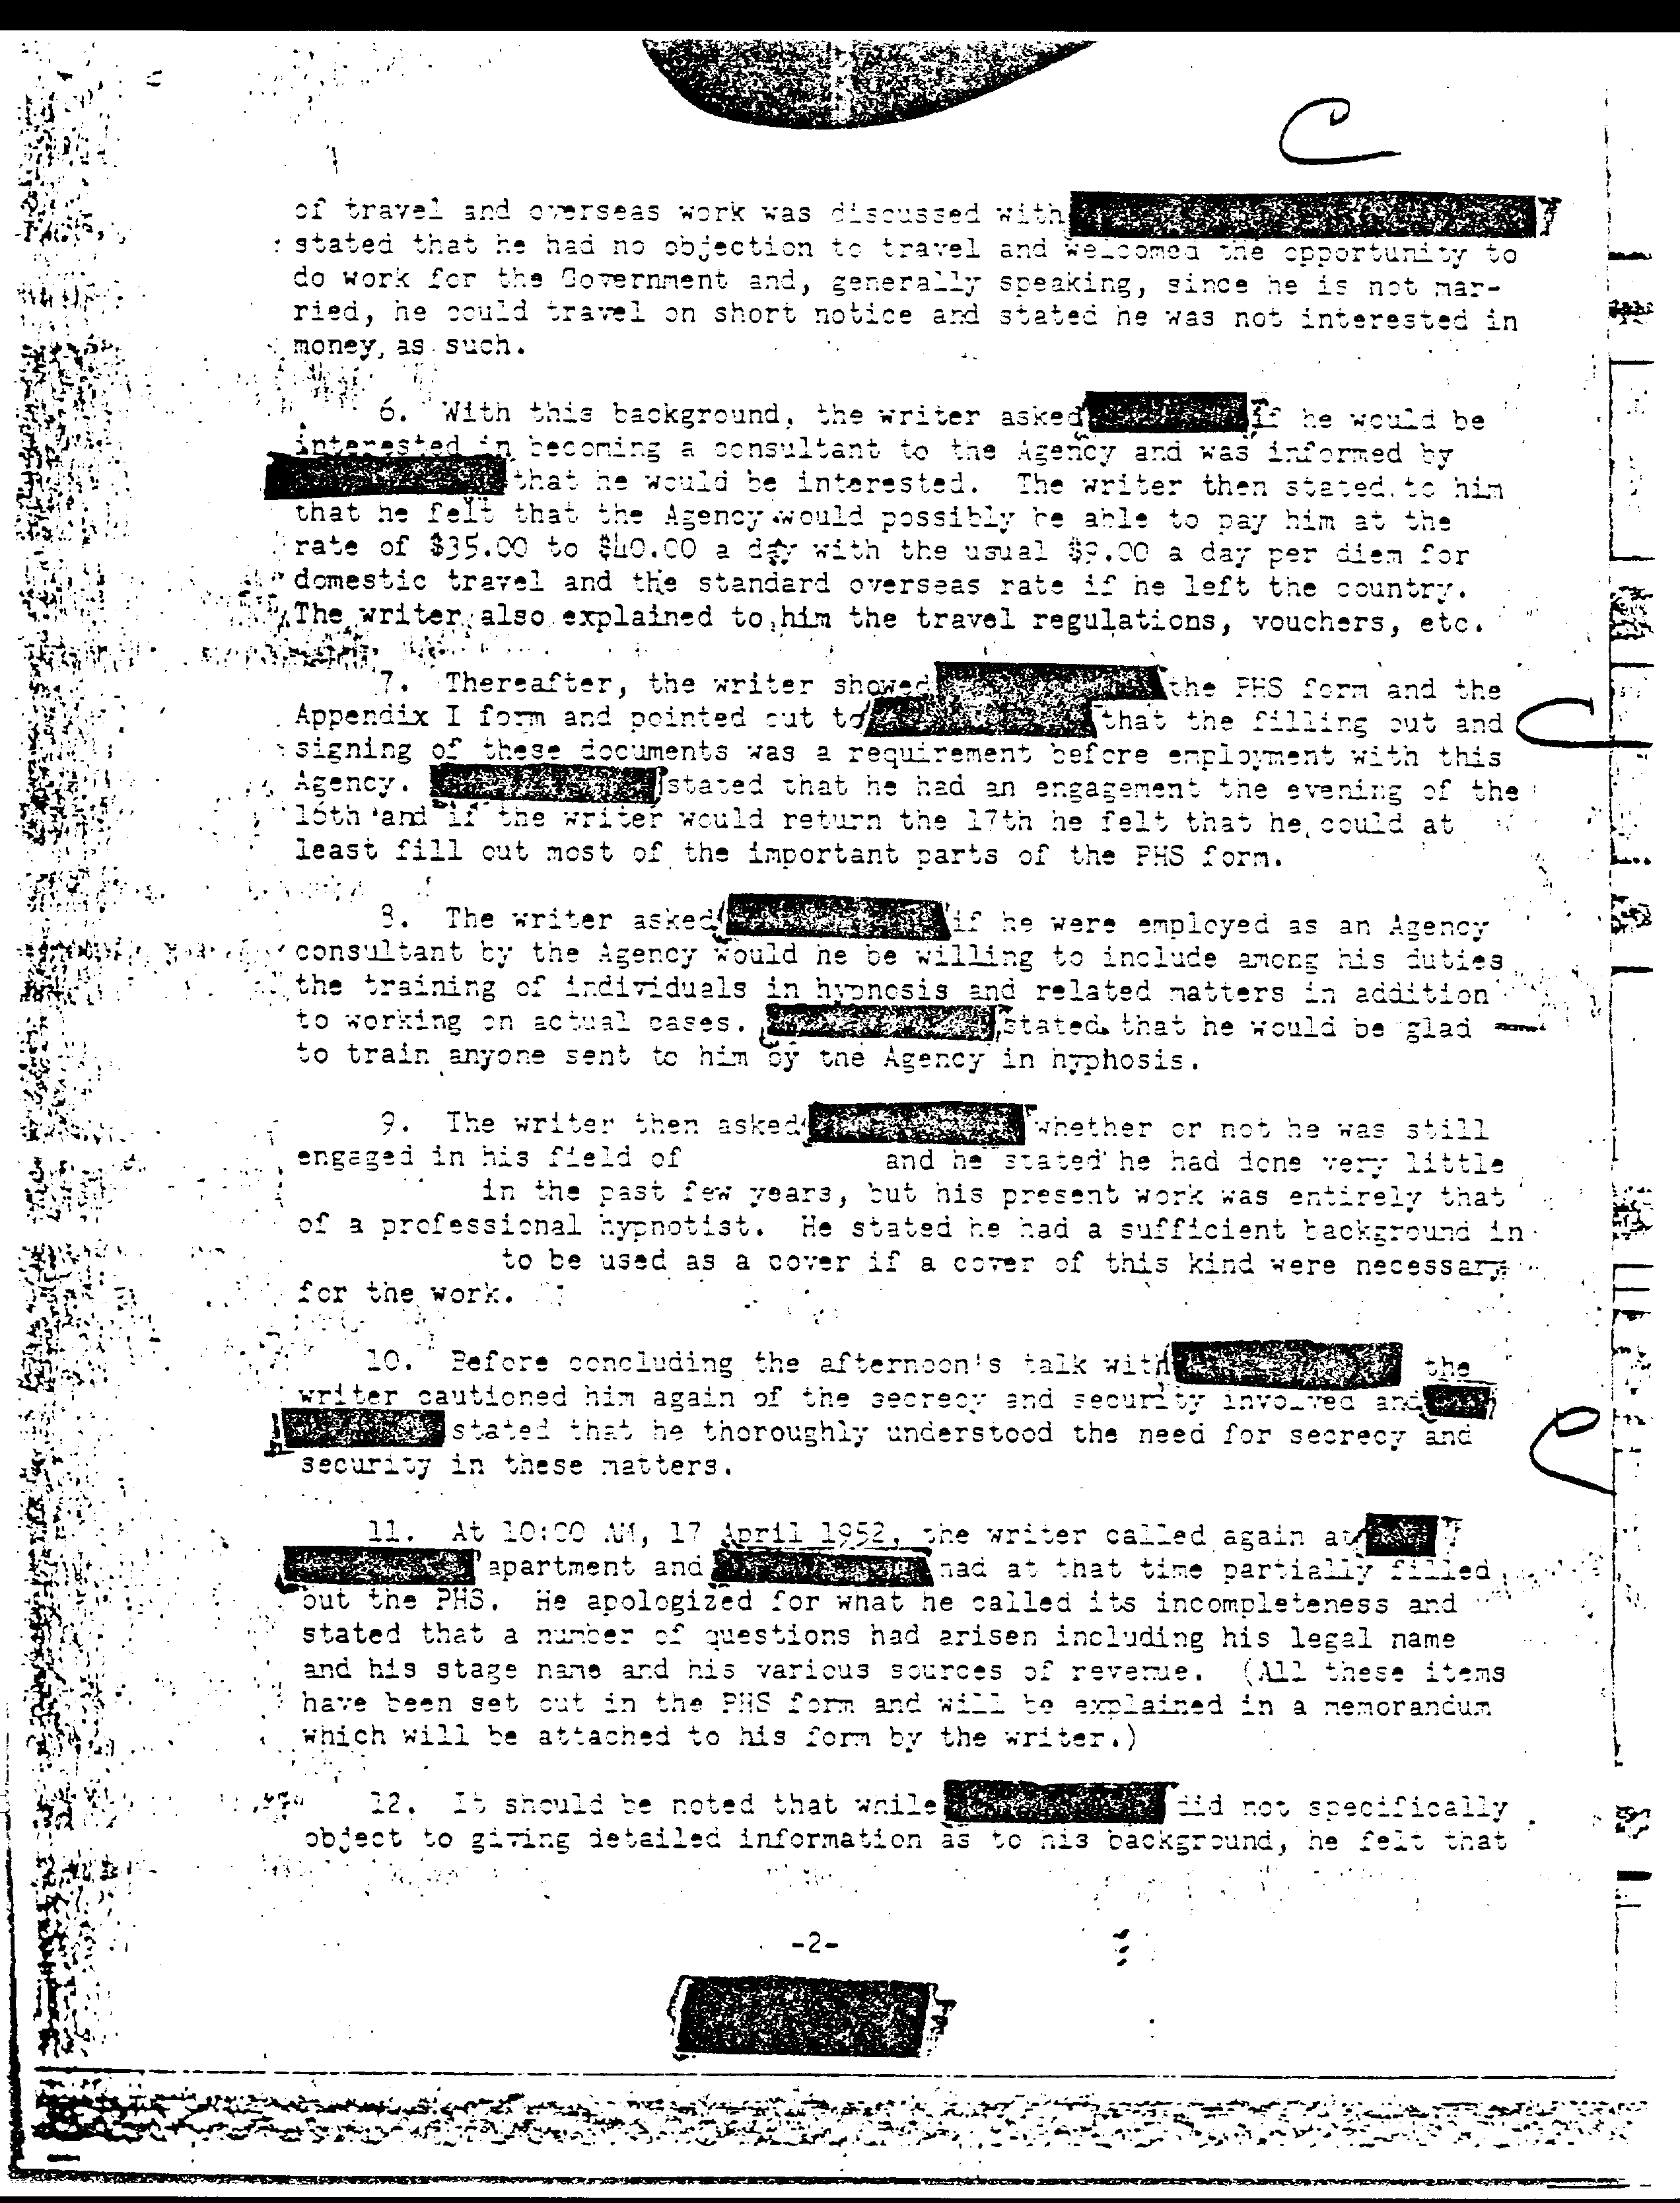 C
of travel and overseas work was discussed with
stated that he had no objection to travel and welcomed the opportunity to
do work for the Government and, generally speaking, since he is not mar-
ried, he could travel on short notice and stated he was not interested in
money, as such.
6. With this background, the writer asked if he would be
interested in becoming a consultant to the Agency and was informed by
that he would be interested. The writer then stated to him
that he felt that the Agency would possibly be able to pay him at the
rate of $35.00 to $40.00 a day with the usual $9.00 a day per diem for
domestic travel and the standard overseas rate if he left the country.
The writer also explained to him the travel regulations, vouchers, etc.
7. Thereafter, the writer showed the PHS form and the
Appendix I form and pointed out to that the filling out and
signing of these documents was a requirement before employment with this
Agency. stated that he had an engagement the evening of the
16th and if the writer would return the 17th he felt that he could at
least fill out most of the important parts of the PHS form.
8. The writer asked if he were employed as an Agency
consultant by the Agency would he be willing to include among his duties
the training of individuals in hypnosis and related matters in addition
to working on actual cases. stated that he would be glad
to train anyone sent to him by the Agency in hyphosis.
9. The writer then asked whether or not he was still
engaged in his field of and he stated he had done very little
in the past few years, but his present work was entirely that
of a professional hypnotist. He stated he had a sufficient background in
to be used as a cover if a cover of this kind were necessary
for the work.
10. Before concluding the afternoon's talk with the
writer cautioned him again of the secrecy and security involved and
stated that he thoroughly understood the need for secrecy and
security in these matters.
11. At 10:00 AM, 17 April 1952, the writer called again at
apartment and had at that time partially filled
out the PHS. He apologized for what he called its incompleteness and
stated that a number of questions had arisen including his legal name
and his stage name and his various sources of revenue. (All these items
have been set out in the PHS form and will be explained in a memorandum
which will be attached to his form by the writer.)
12. It should be noted that while did not specifically
object to giving detailed information as to his background, he felt that
-2-